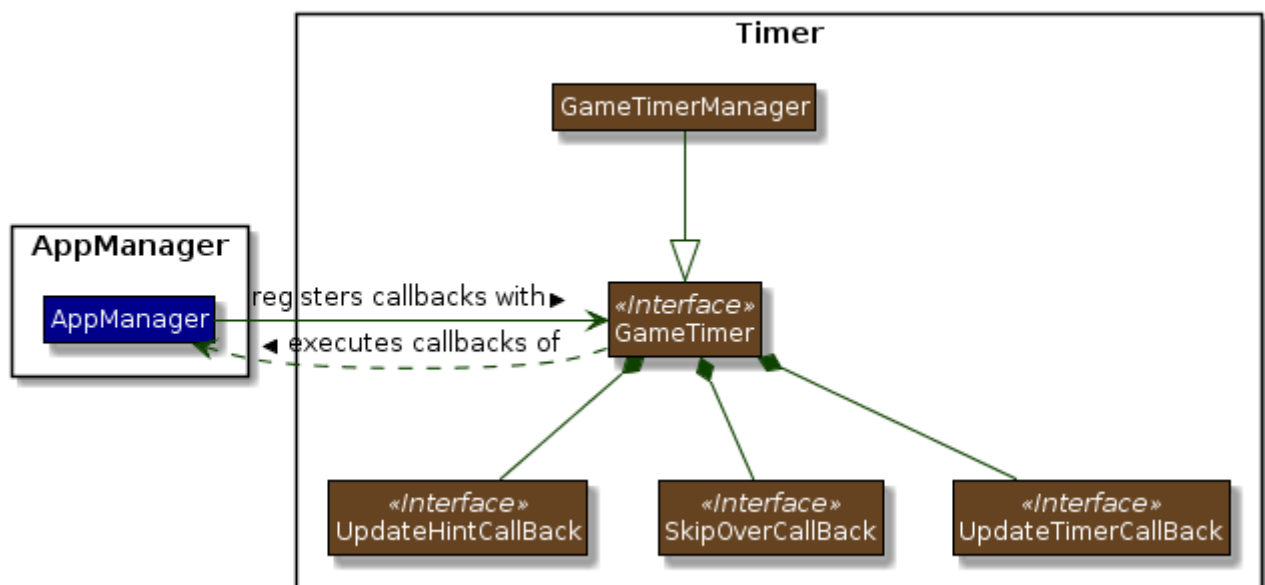 Timer
GameTimerManager
AppManager
AppManager
registers callbacks with ▶
◀ executes callbacks of
«Interface»
GameTimer
«Interface»
UpdateHintCallBack
«Interface»
SkipOverCallBack
«Interface»
UpdateTimerCallBack